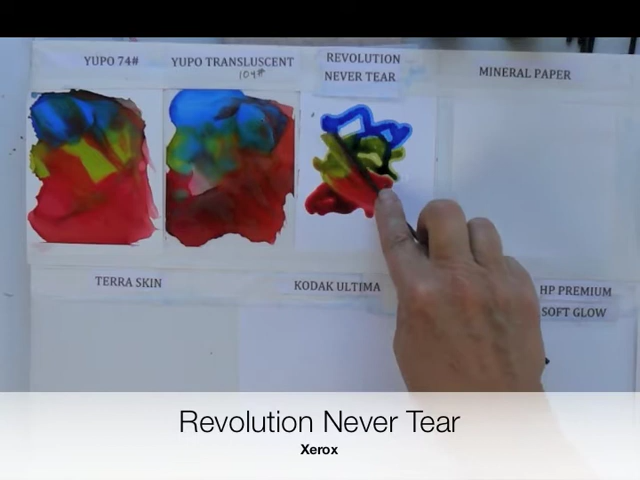 YUPO 74#
YUPO TRANSLUSCENT
104#
REVOLUTION
NEVER TEAR
MINERAL PAPER
TERRA SKIN
KODAK ULTIMA
HP PREMIUM
SOFT GLOW
Revolution Never Tear
Xerox